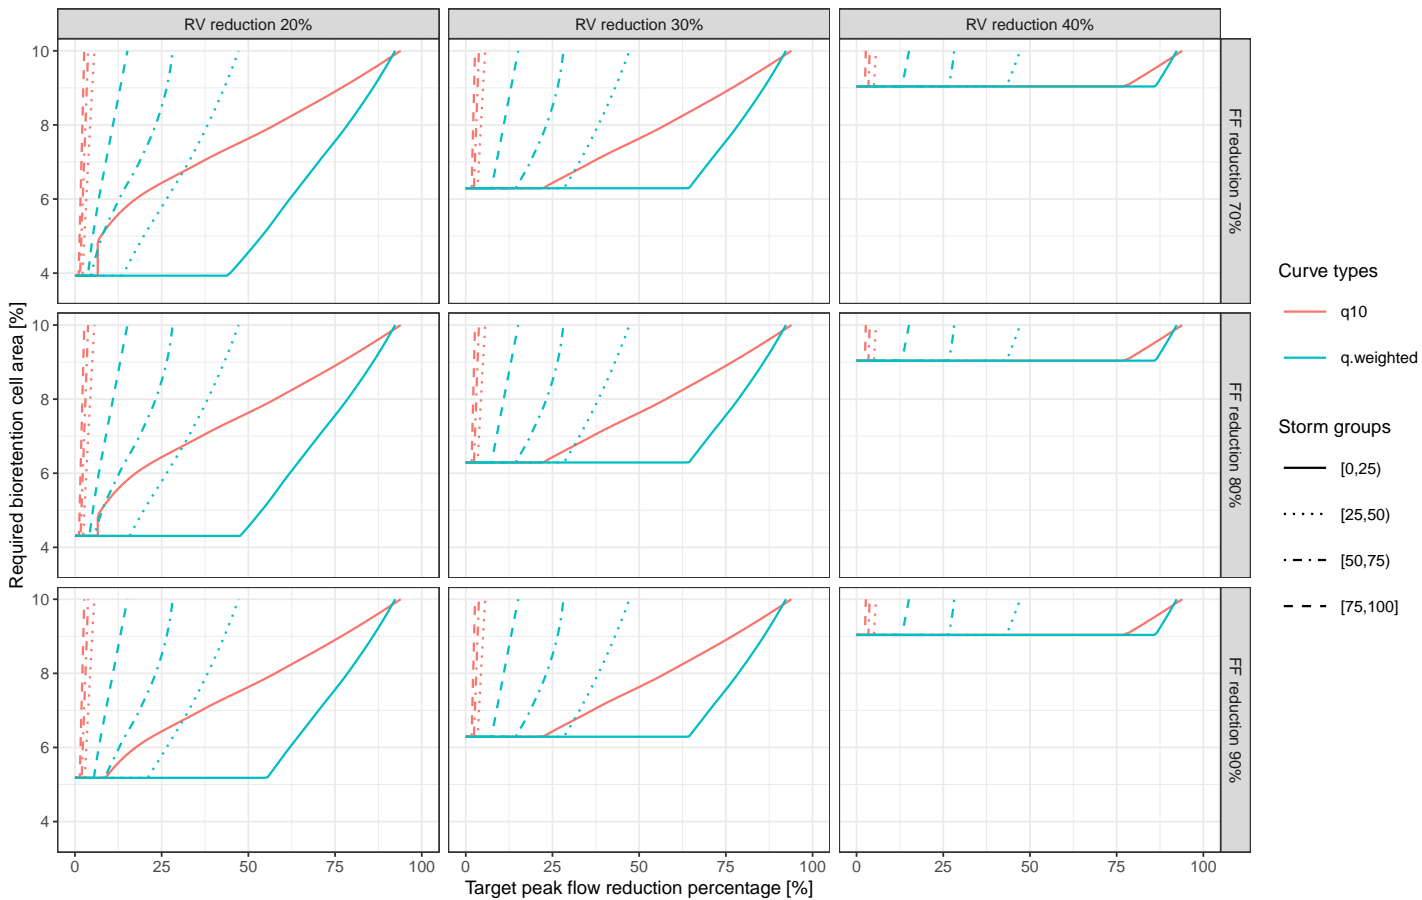 RV reduction 20%
RV reduction 30%
RV reduction 40%
10
8
6
4
FF reduction 70%
10
8
6
4
FF reduction 80%
10
8
6
4
FF reduction 90%
0
25
50
75
100
0
25
50
75
100
0
25
50
75
100
Target peak flow reduction percentage [%]
Required bioretention cell area [%]
Curve types
q10
q.weighted
Storm groups
[0,25)
[25,50)
[50,75)
[75,100]